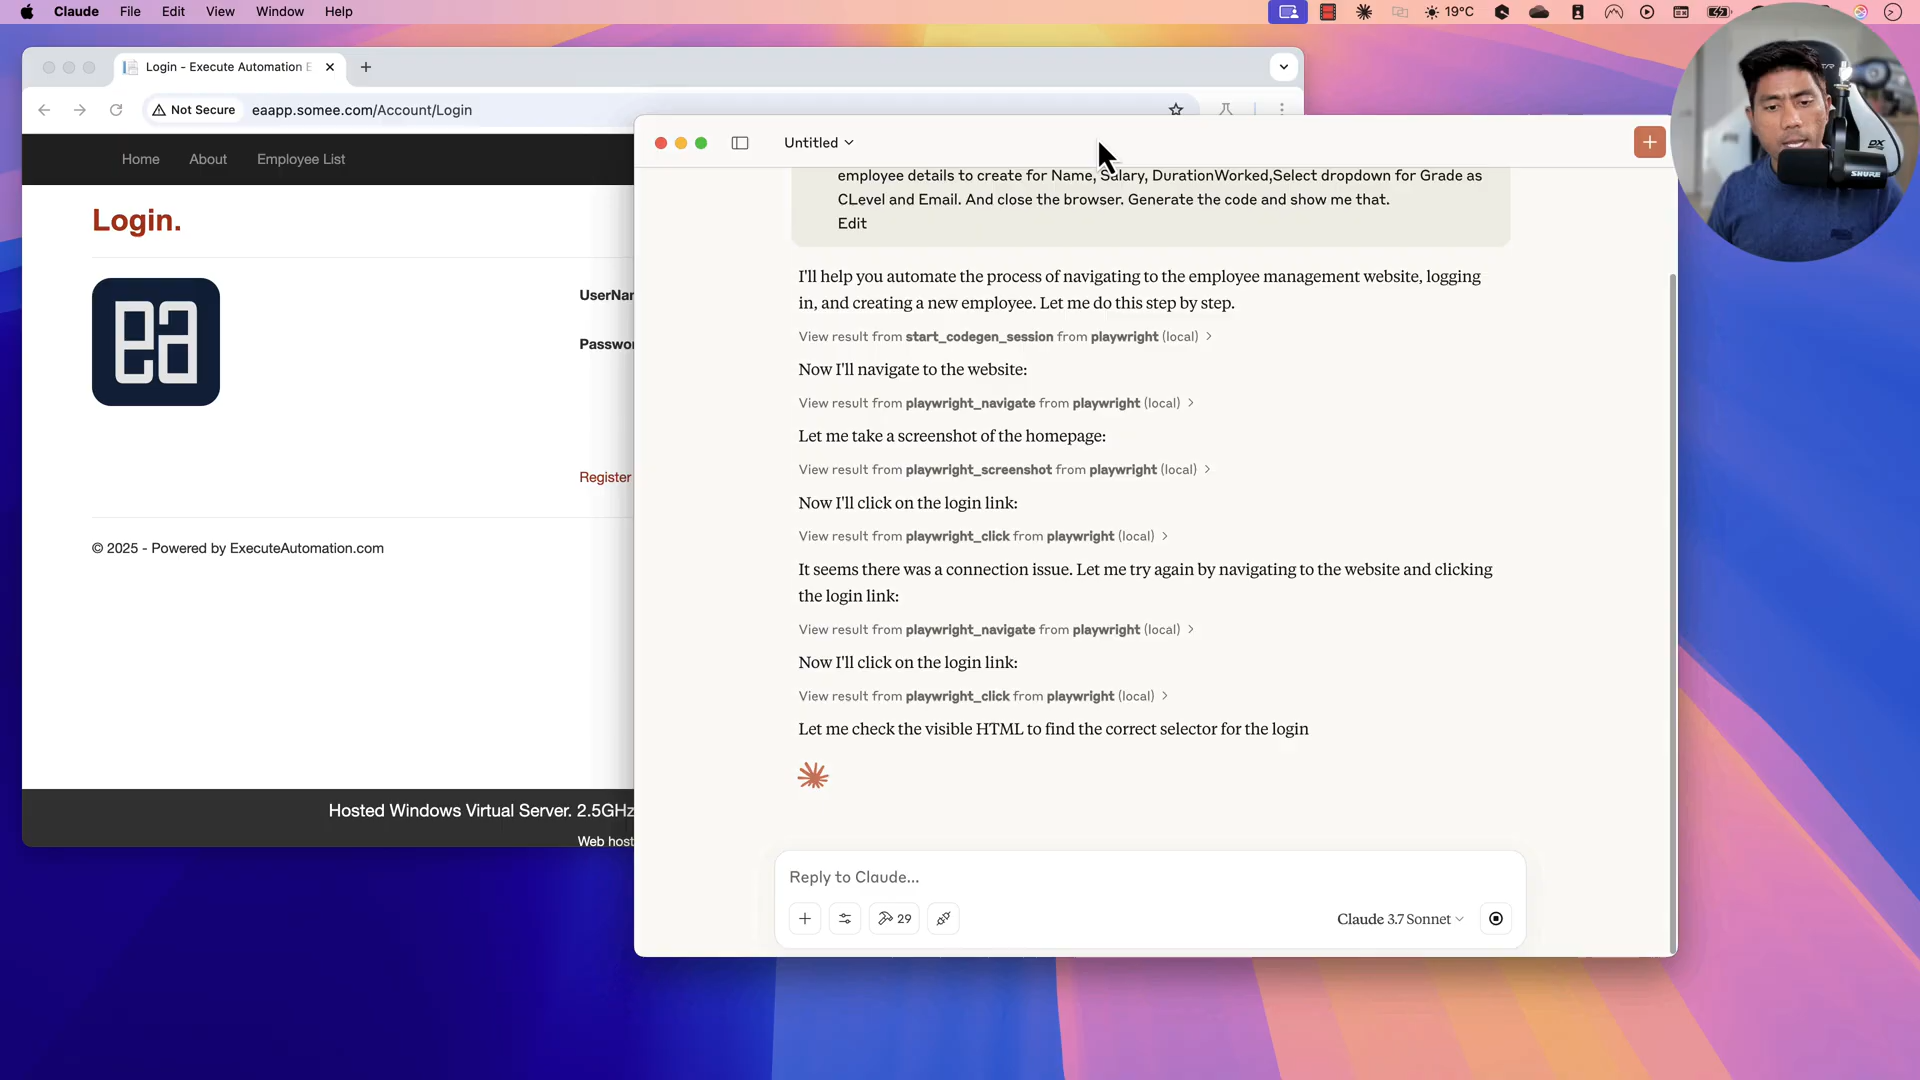 Claude File Edit View Window Help
19°C
Login - Execute Automation E
Not Secure eaapp.somee.com/Account/Login
Home About Employee List
Login.
ea
UserNam
Passwor
Register
© 2025 - Powered by ExecuteAutomation.com
Hosted Windows Virtual Server. 2.5GHz
Web host
Untitled
employee details to create for Name, Salary, DurationWorked,Select dropdown for Grade as
CLevel and Email. And close the browser. Generate the code and show me that.
Edit
I'll help you automate the process of navigating to the employee management website, logging
in, and creating a new employee. Let me do this step by step.
View result from start_codegen_session from playwright (local)
Now I'll navigate to the website:
View result from playwright_navigate from playwright (local)
Let me take a screenshot of the homepage:
View result from playwright_screenshot from playwright (local)
Now I'll click on the login link:
View result from playwright_click from playwright (local)
It seems there was a connection issue. Let me try again by navigating to the website and clicking
the login link:
View result from playwright_navigate from playwright (local)
Now I'll click on the login link:
View result from playwright_click from playwright (local)
Let me check the visible HTML to find the correct selector for the login
Reply to Claude...
29
Claude 3.7 Sonnet
DX
SHURE